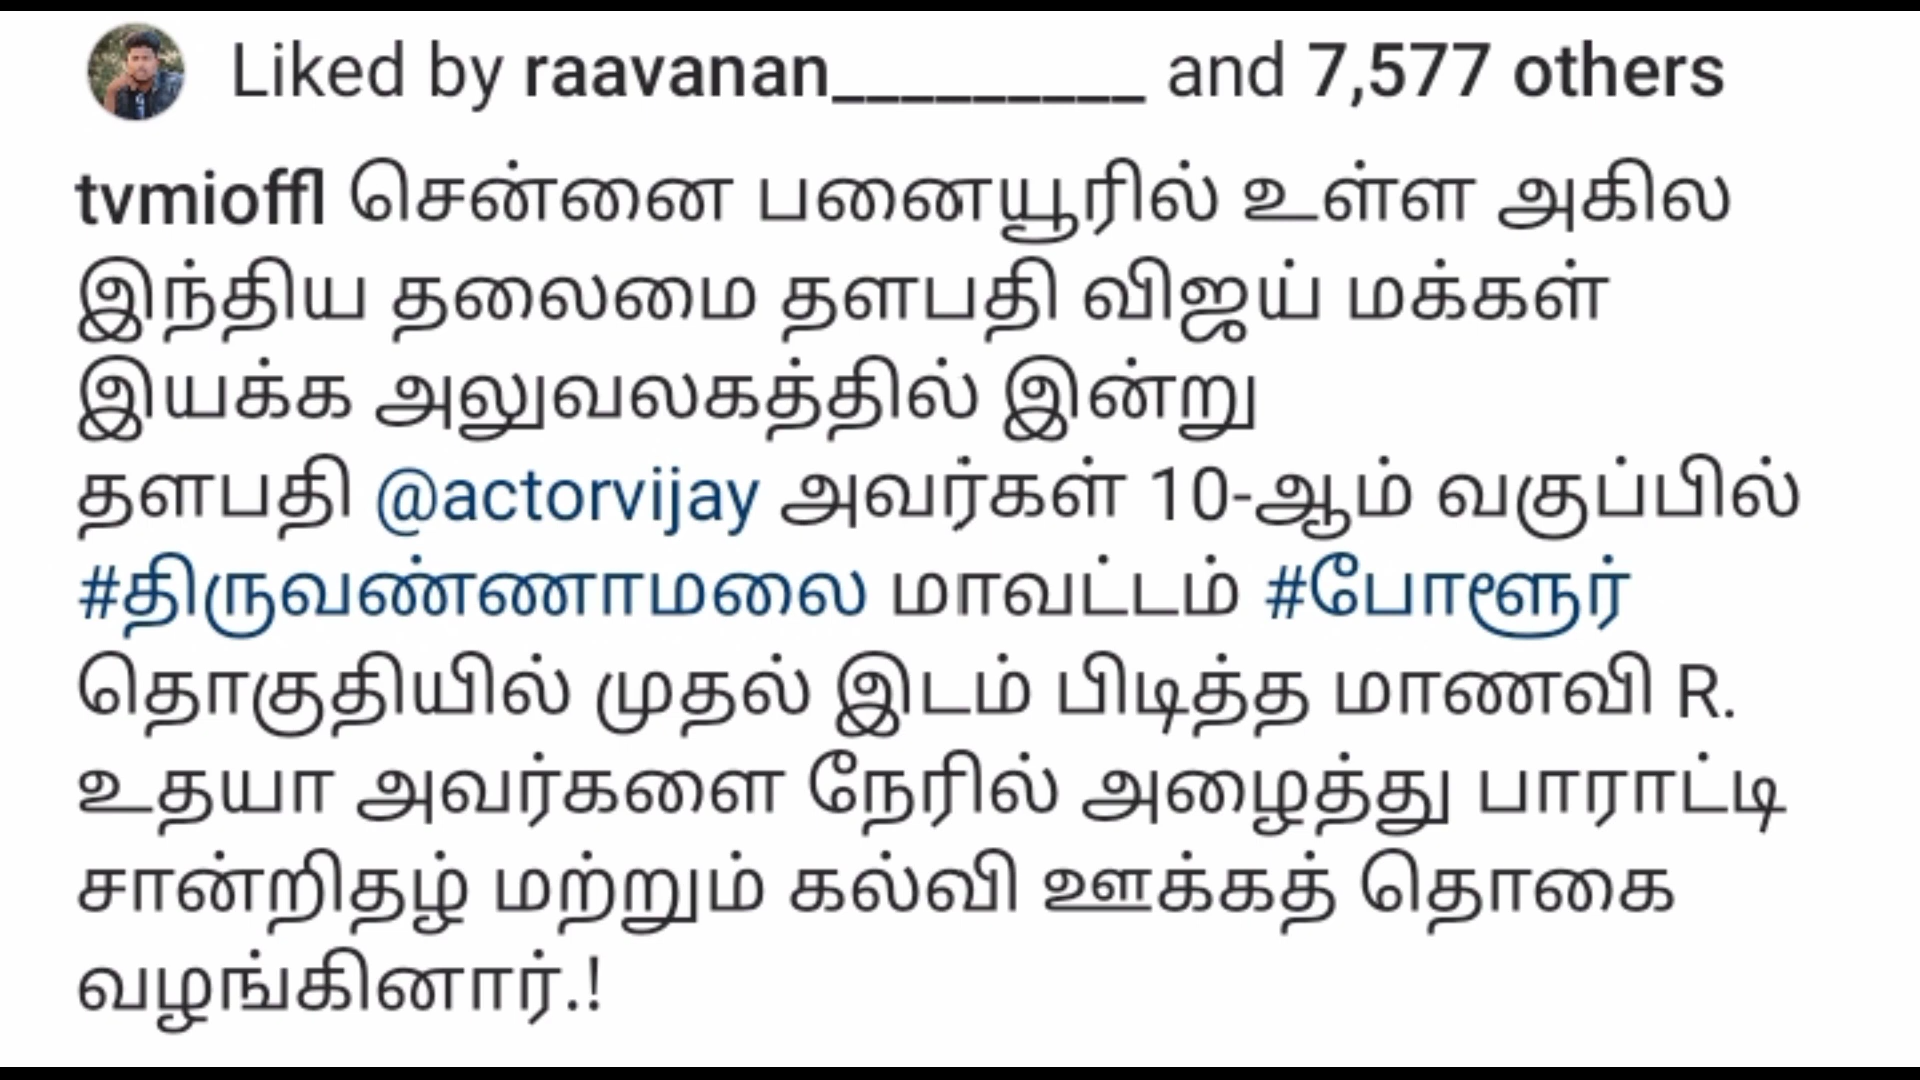 Liked by raavanan_________ and 7,577 others
tvmioffl சென்னை பனையூரில் உள்ள அகில
இந்திய தலைமை தளபதி விஜய் மக்கள்
இயக்க அலுவலகத்தில் இன்று
தளபதி @actorvijay அவர்கள் 10-ஆம் வகுப்பில்
#திருவண்ணாமலை மாவட்டம் #போளூர்
தொகுதியில் முதல் இடம் பிடித்த மாணவி R.
உதயா அவர்களை நேரில் அழைத்து பாராட்டி
சான்றிதழ் மற்றும் கல்வி ஊக்கத் தொகை
வழங்கினார்.!